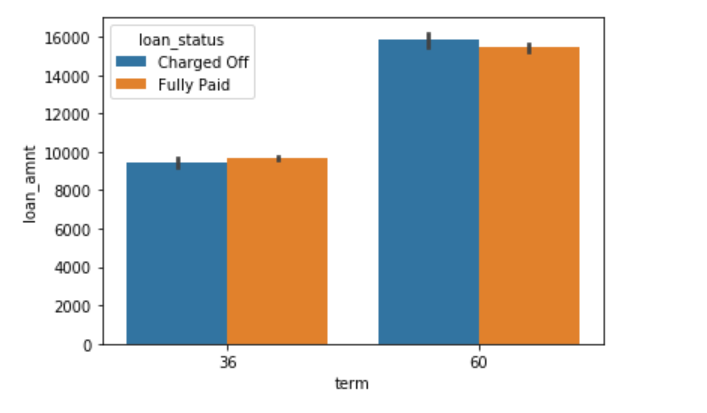 loan_status
Charged Off
Fully Paid
16000
14000
12000
10000
8000
6000
4000
2000
0
loan_amnt
36
60
term